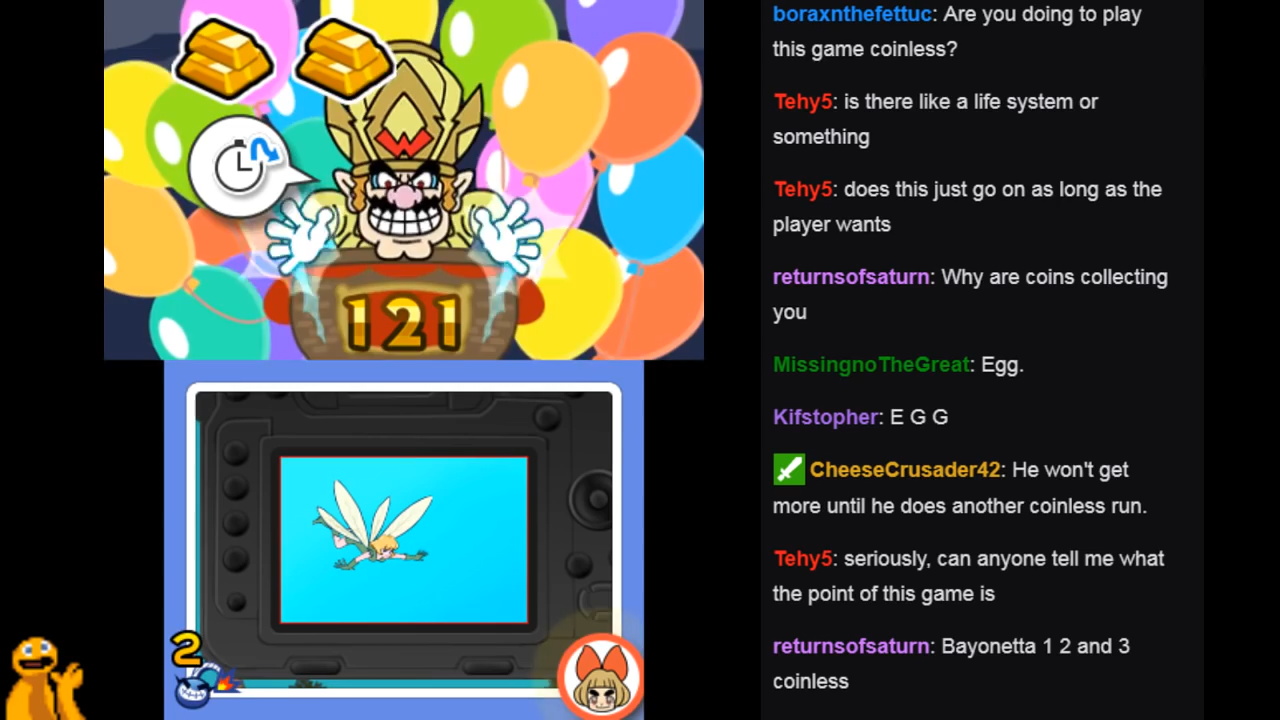 W
121
2
boraxnthefettuc: Are you doing to play
this game coinless?
Tehy5: is there like a life system or
something
Tehy5: does this just go on as long as the
player wants
returnsofsaturn: Why are coins collecting
you
MissingnoTheGreat: Egg.
Kifstopher: E G G
CheeseCrusader42: He won't get
more until he does another coinless run.
Tehy5: seriously, can anyone tell me what
the point of this game is
returnsofsaturn: Bayonetta 1 2 and 3
coinless